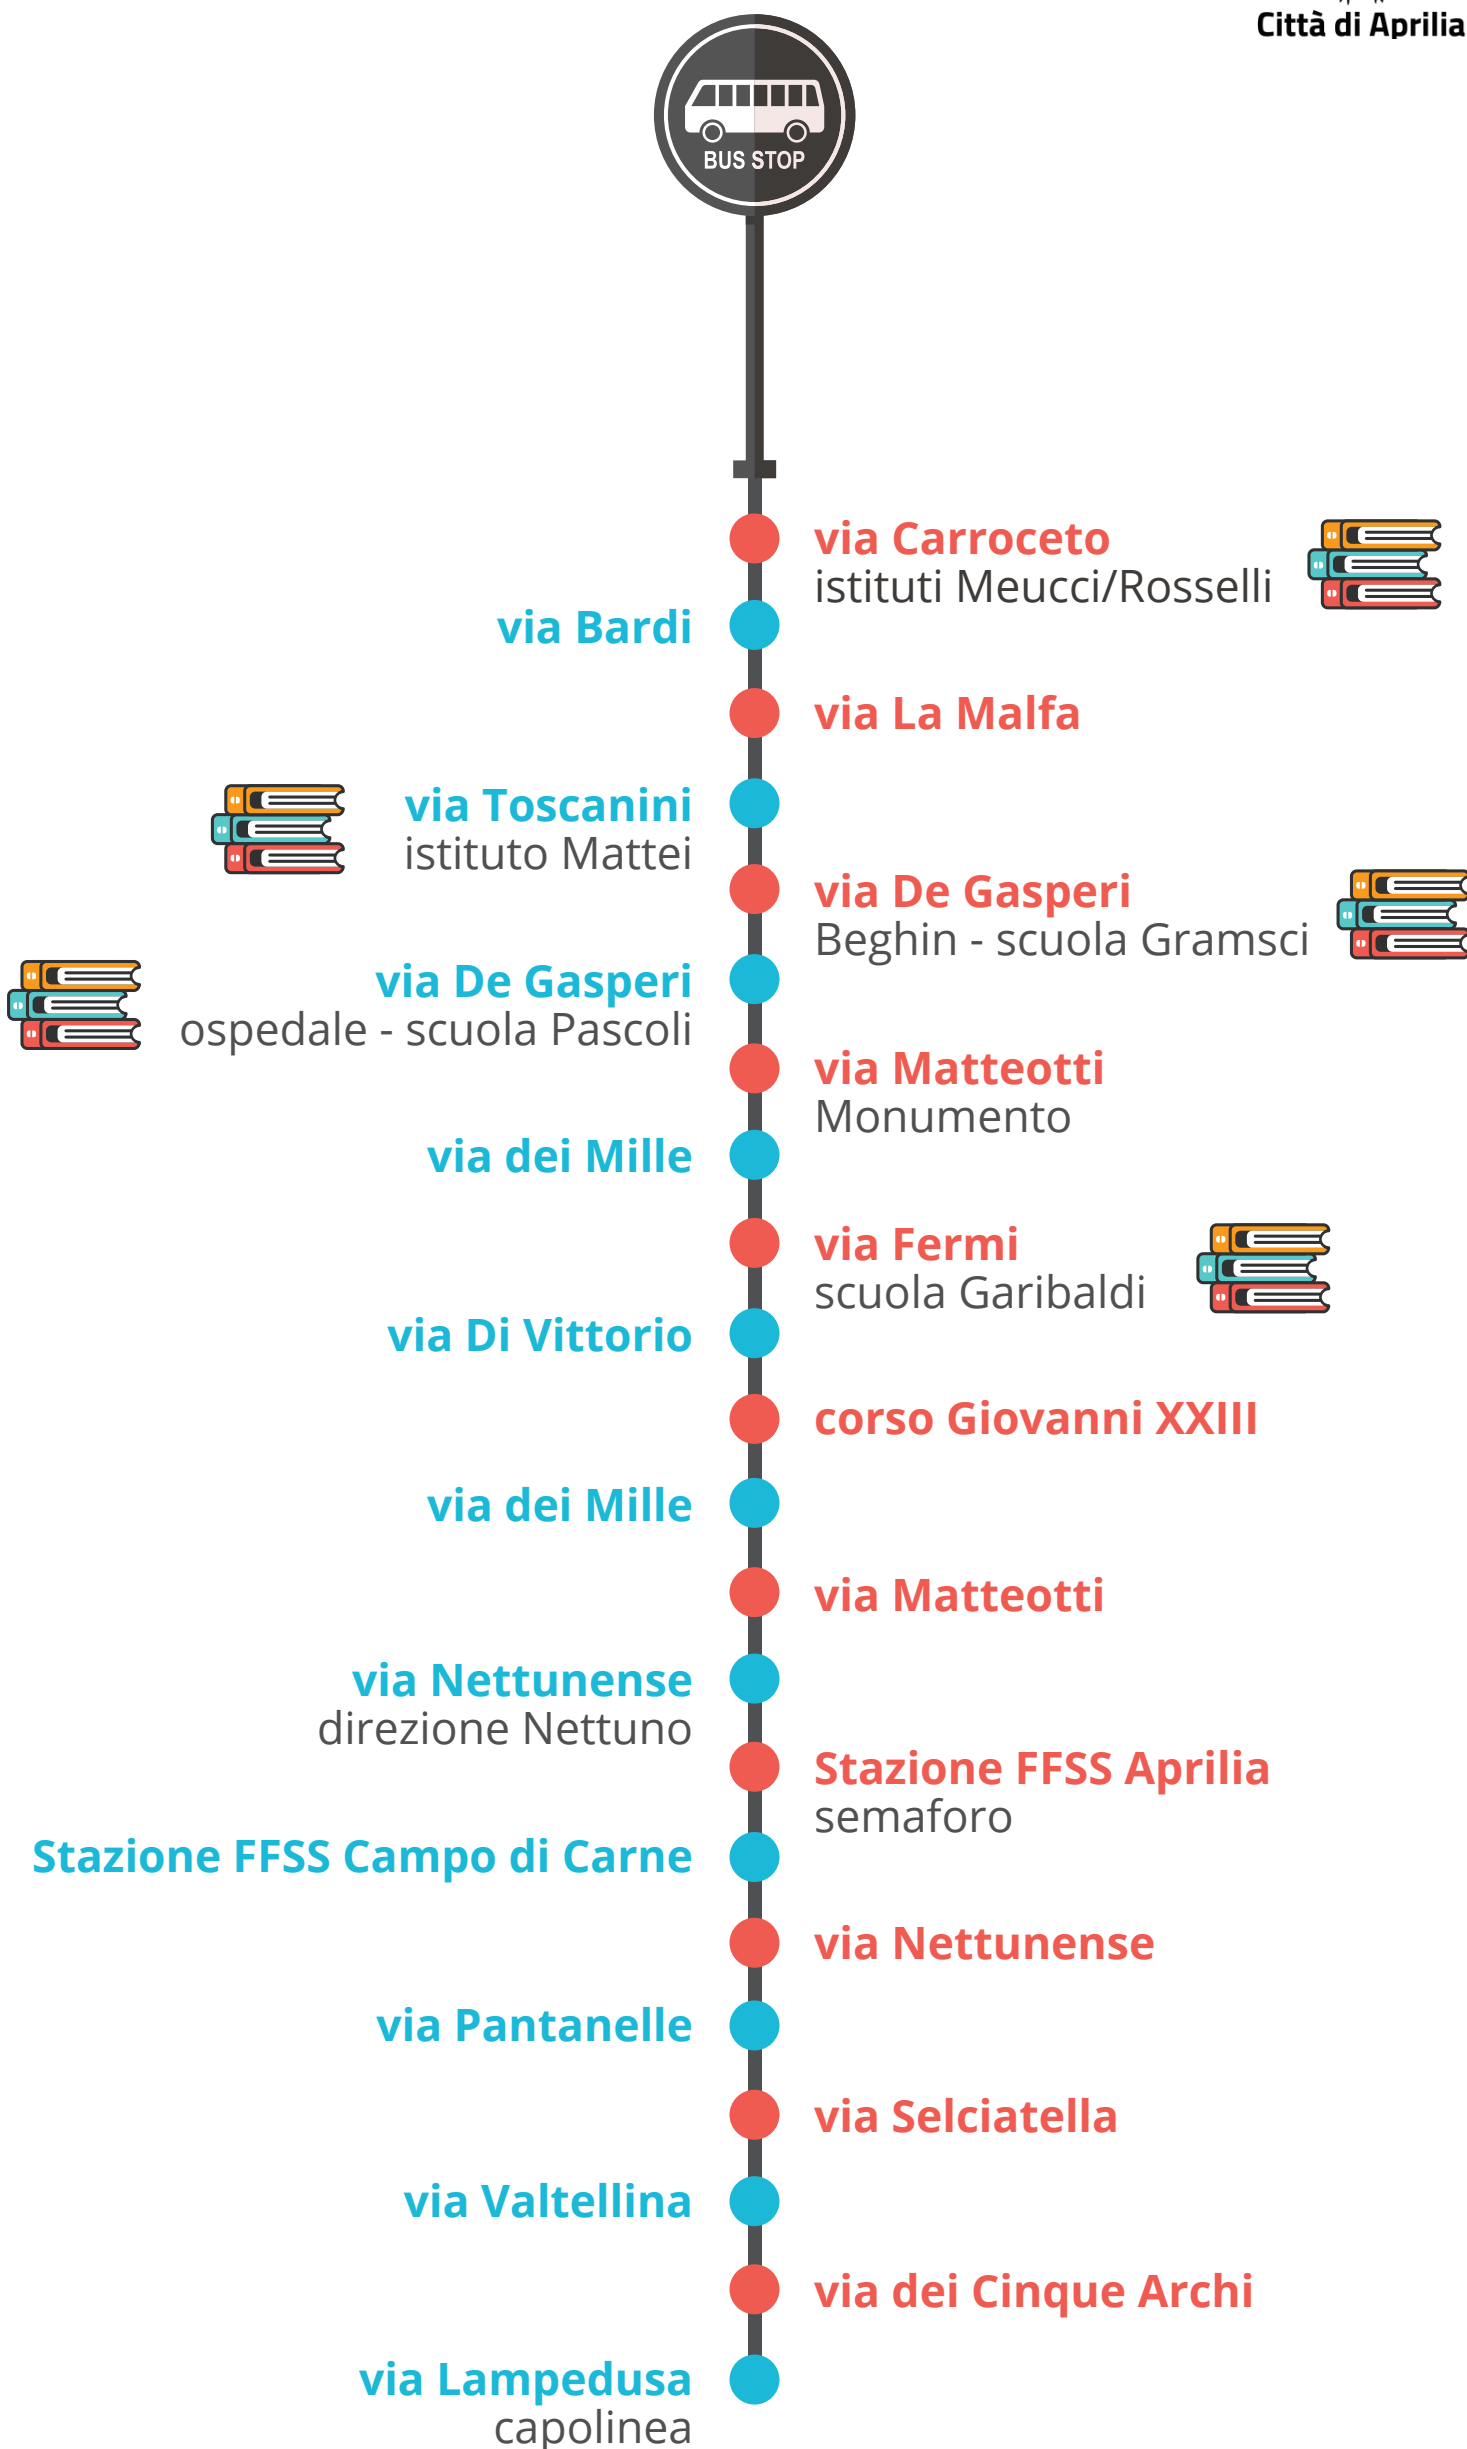 Città di Aprilia
BUS STOP
via Carroceto
istituti Meucci/Rosselli
via Bardi
via La Malfa
via Toscanini
istituto Mattei
via De Gasperi
Beghin - scuola Gramsci
via De Gasperi
ospedale - scuola Pascoli
via Matteotti
Monumento
via dei Mille
via Fermi
scuola Garibaldi
via Di Vittorio
corso Giovanni XXIII
via dei Mille
via Matteotti
via Nettunense
direzione Nettuno
Stazione FFSS Aprilia
semaforo
Stazione FFSS Campo di Carne
via Nettunense
via Pantanelle
via Selciatella
via Valtellina
via dei Cinque Archi
via Lampedusa
capolinea